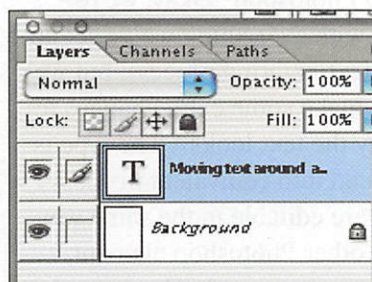 Layers Channels Paths
Normal Opacity: 100%
Lock: Fill: 100%
T Moving text around a...
Background